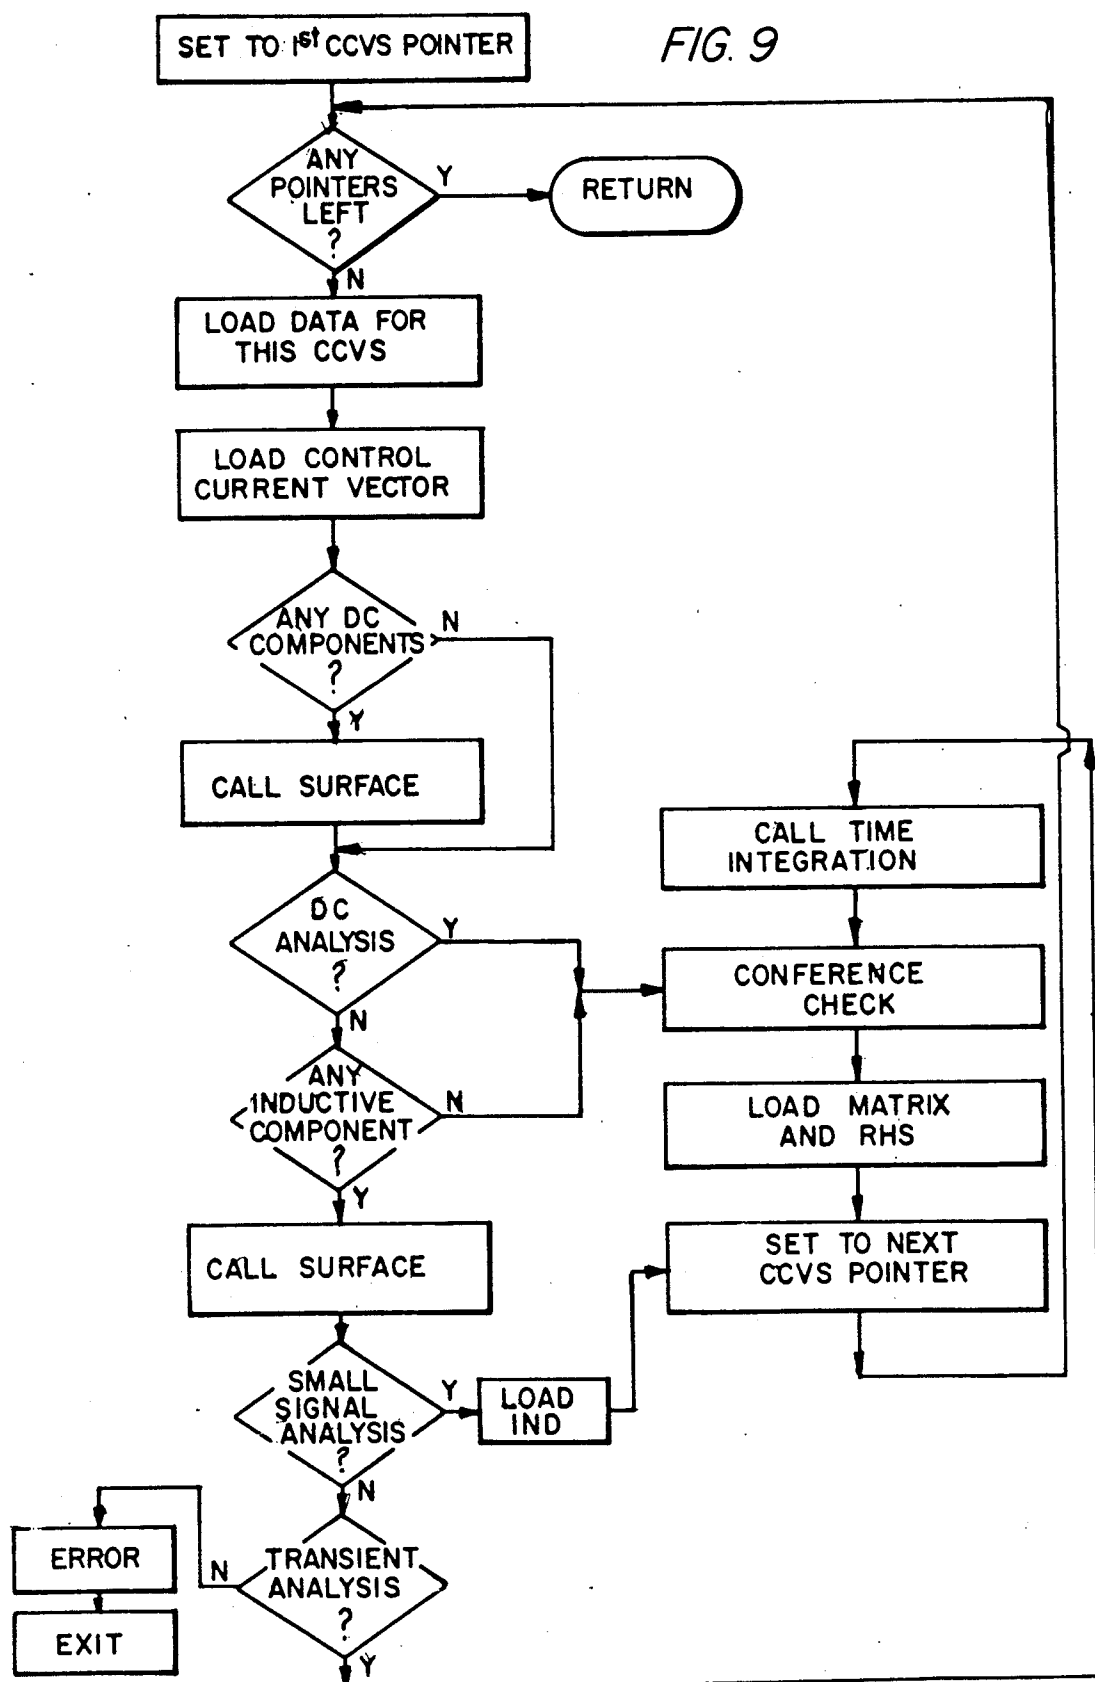 FIG. 9
SET TO 1st CCVS POINTER
ANY
POINTERS
LEFT
?
Y
RETURN
N
LOAD DATA FOR
THIS CCVS
LOAD CONTROL
CURRENT VECTOR
ANY DC
COMPONENTS
?
N
Y
CALL SURFACE
DC
ANALYSIS
?
Y
N
ANY
INDUCTIVE
COMPONENT
?
N
Y
CALL SURFACE
SMALL
SIGNAL
ANALYSIS
?
Y
LOAD
IND
N
TRANSIENT
ANALYSIS
?
N
Y
ERROR
EXIT
CALL TIME
INTEGRATION
CONFERENCE
CHECK
LOAD MATRIX
AND RHS
SET TO NEXT
CCVS POINTER